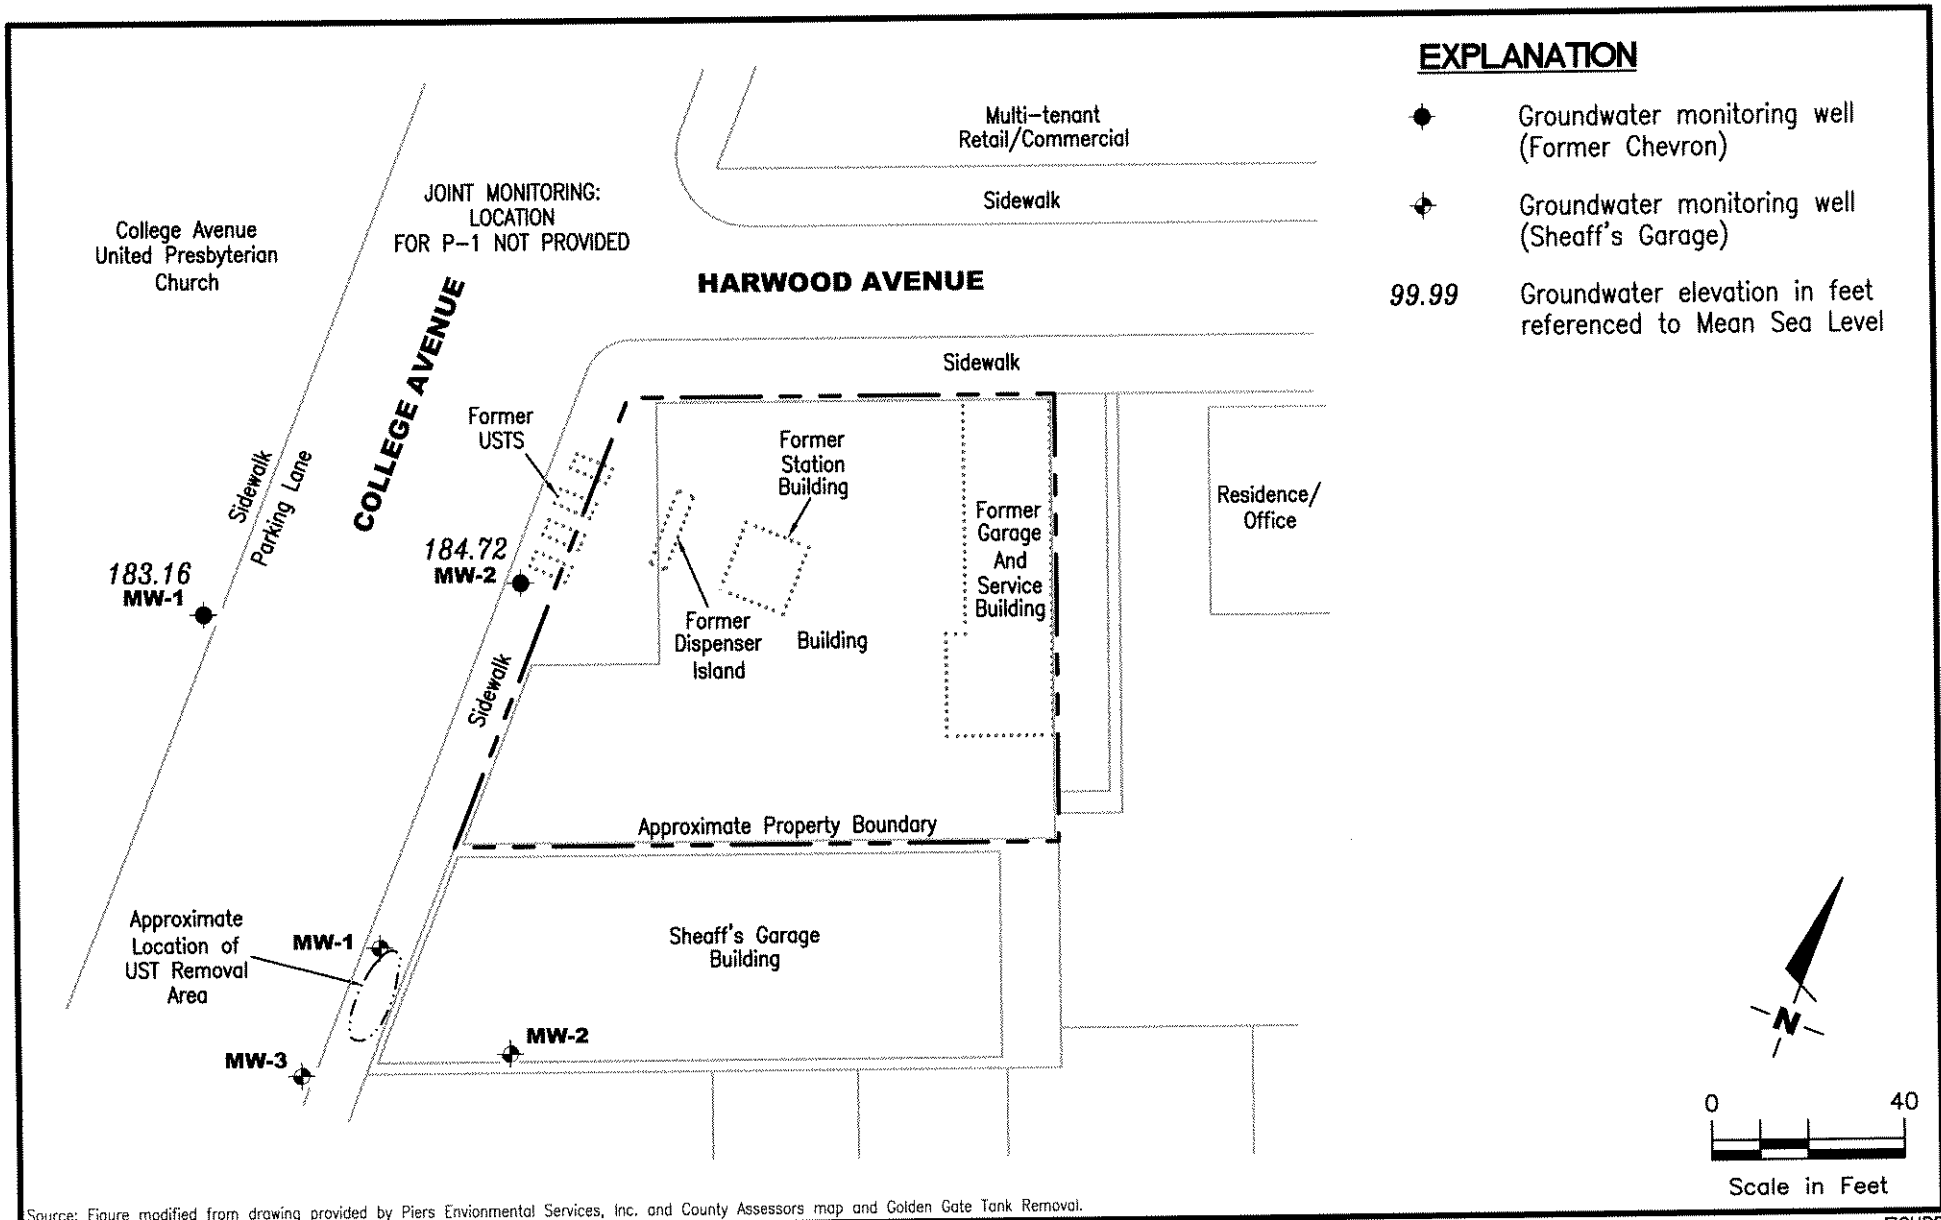 EXPLANATION
Groundwater monitoring well
(Former Chevron)
Groundwater monitoring well
(Sheaff's Garage)
99.99
Groundwater elevation in feet
referenced to Mean Sea Level
Multi-tenant
Retail/Commercial
Sidewalk
JOINT MONITORING:
LOCATION
FOR P-1 NOT PROVIDED
College Avenue
United Presbyterian
Church
HARWOOD AVENUE
COLLEGE AVENUE
Sidewalk
Former
USTS
Former
Station
Building
Sidewalk
Parking Lane
Former
Garage
And
Service
Building
Residence/
Office
184.72
MW-2
183.16
MW-1
Former
Dispenser
Island
Building
Sidewalk
Approximate Property Boundary
Approximate
Location of
UST Removal
Area
MW-1
Sheaff's Garage
Building
MW-2
MW-3
N
0 40
Scale in Feet
Source: Figure modified from drawing provided by Piers Envionmental Services, Inc. and County Assessors map and Golden Gate Tank Removal.